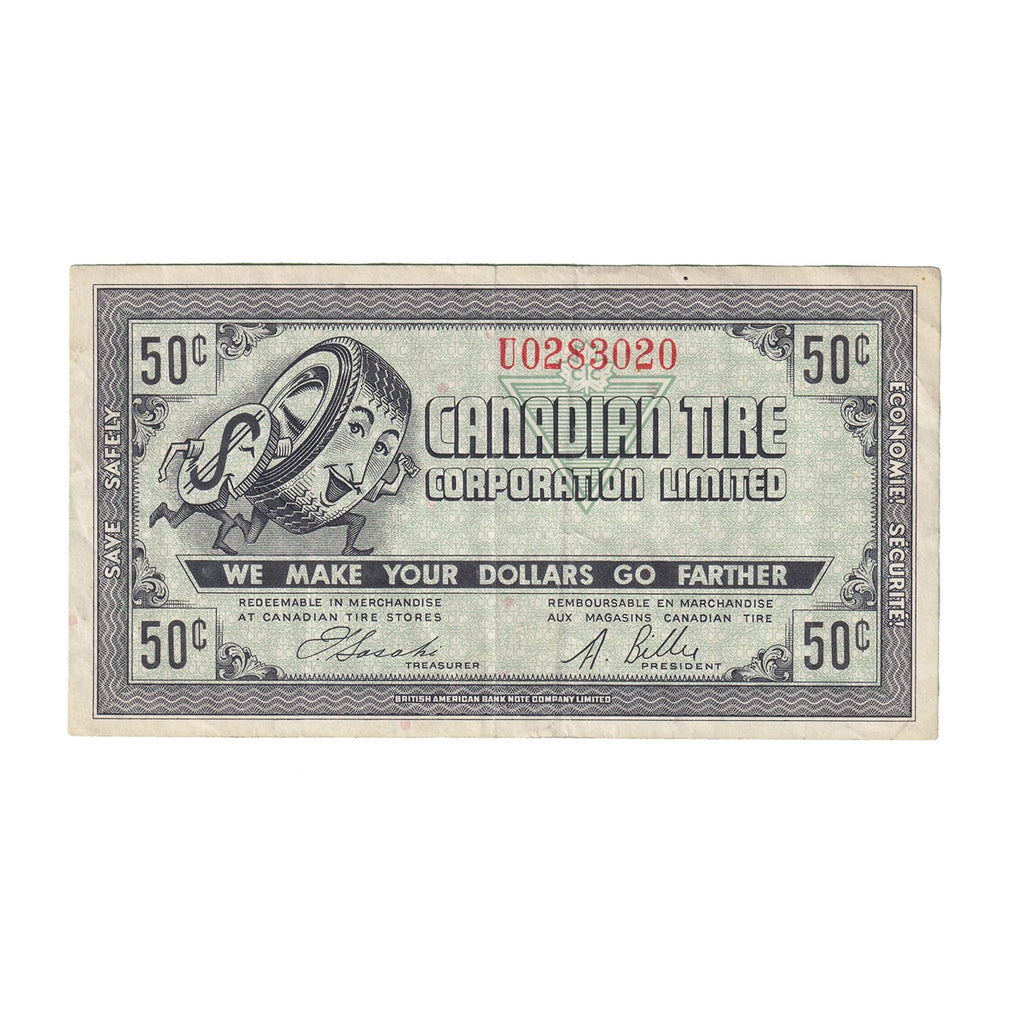 50¢
U0283020
50¢
SAVE SAFELY
CANADIAN TIRE
CORPORATION LIMITED
ECONOMIE! SÉCURITÉ!
WE MAKE YOUR DOLLARS GO FARTHER
REDEEMABLE IN MERCHANDISE
AT CANADIAN TIRE STORES
REMBOURSABLE EN MARCHANDISE
AUX MAGASINS CANADIAN TIRE
50¢
TREASURER
A. Billes
PRESIDENT
50¢
BRITISH AMERICAN BANK NOTE COMPANY LIMITED